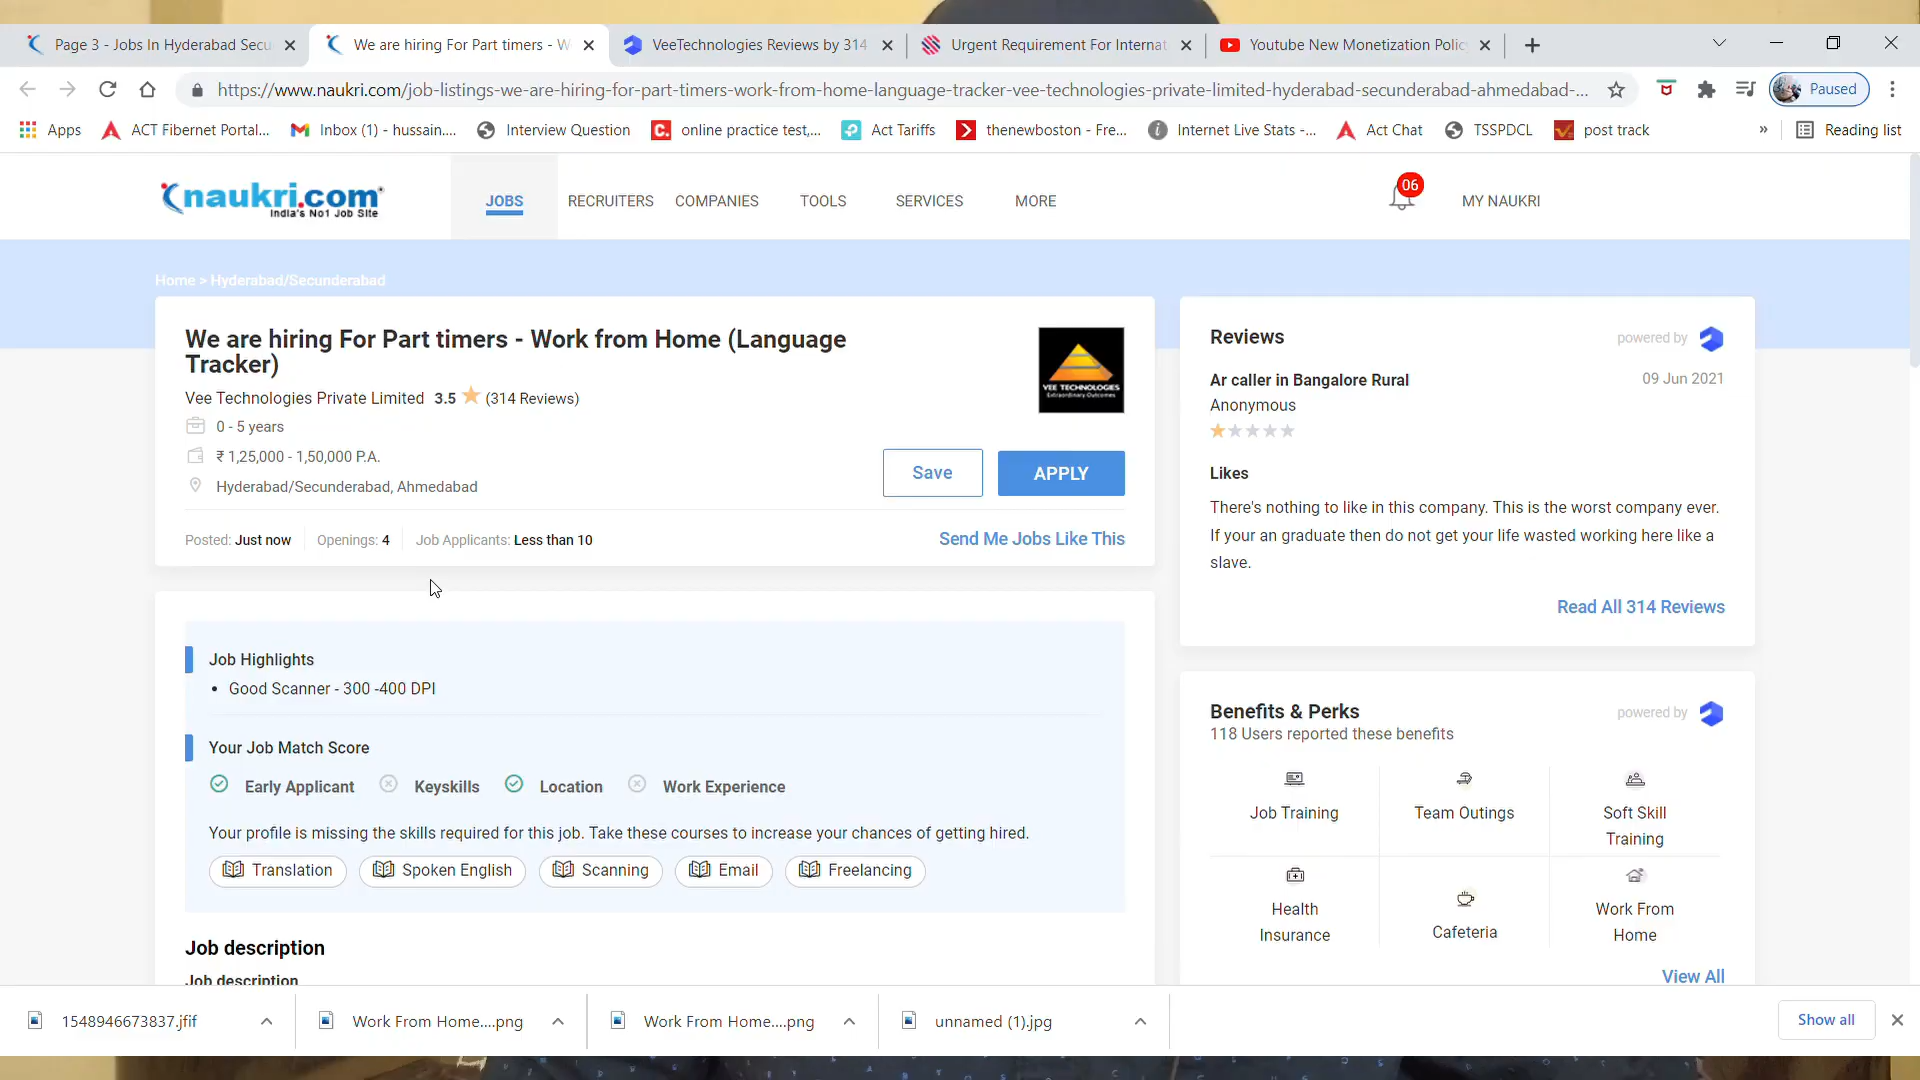 Page 3 - Jobs In Hyderabad Secu
We are hiring For Part timers - W
VeeTechnologies Reviews by 314
Urgent Requirement For Internat
Youtube New Monetization Polic
https://www.naukri.com/job-listings-we-are-hiring-for-part-timers-work-from-home-language-tracker-vee-technologies-private-limited-hyderabad-secunderabad-ahmedabad-...
Paused
Apps
ACT Fibernet Portal...
Inbox (1) - hussain....
Interview Question
online practice test,...
Act Tariffs
thenewboston - Fre...
Internet Live Stats -...
Act Chat
TSSPDCL
post track
»
Reading list
naukri.com
India's No1 Job Site
JOBS
RECRUITERS
COMPANIES
TOOLS
SERVICES
MORE
06
MY NAUKRI
Home > Hyderabad/Secunderabad
We are hiring For Part timers - Work from Home (Language
Tracker)
Vee Technologies Private Limited 3.5 (314 Reviews)
0 - 5 years
₹ 1,25,000 - 1,50,000 P.A.
Hyderabad/Secunderabad, Ahmedabad
VEE TECHNOLOGIES
Extraordinary Outcomes
Save
APPLY
Posted: Just now
Openings: 4
Job Applicants: Less than 10
Send Me Jobs Like This
Job Highlights
• Good Scanner - 300 -400 DPI
Your Job Match Score
Early Applicant
Keyskills
Location
Work Experience
Your profile is missing the skills required for this job. Take these courses to increase your chances of getting hired.
Translation
Spoken English
Scanning
Email
Freelancing
Job description
Job description
Reviews
powered by
Ar caller in Bangalore Rural
09 Jun 2021
Anonymous
Likes
There's nothing to like in this company. This is the worst company ever.
If your an graduate then do not get your life wasted working here like a
slave.
Read All 314 Reviews
Benefits & Perks
powered by
118 Users reported these benefits
Job Training
Team Outings
Soft Skill
Training
Health
Insurance
Cafeteria
Work From
Home
View All
1548946673837.jfif
Work From Home....png
Work From Home....png
unnamed (1).jpg
Show all